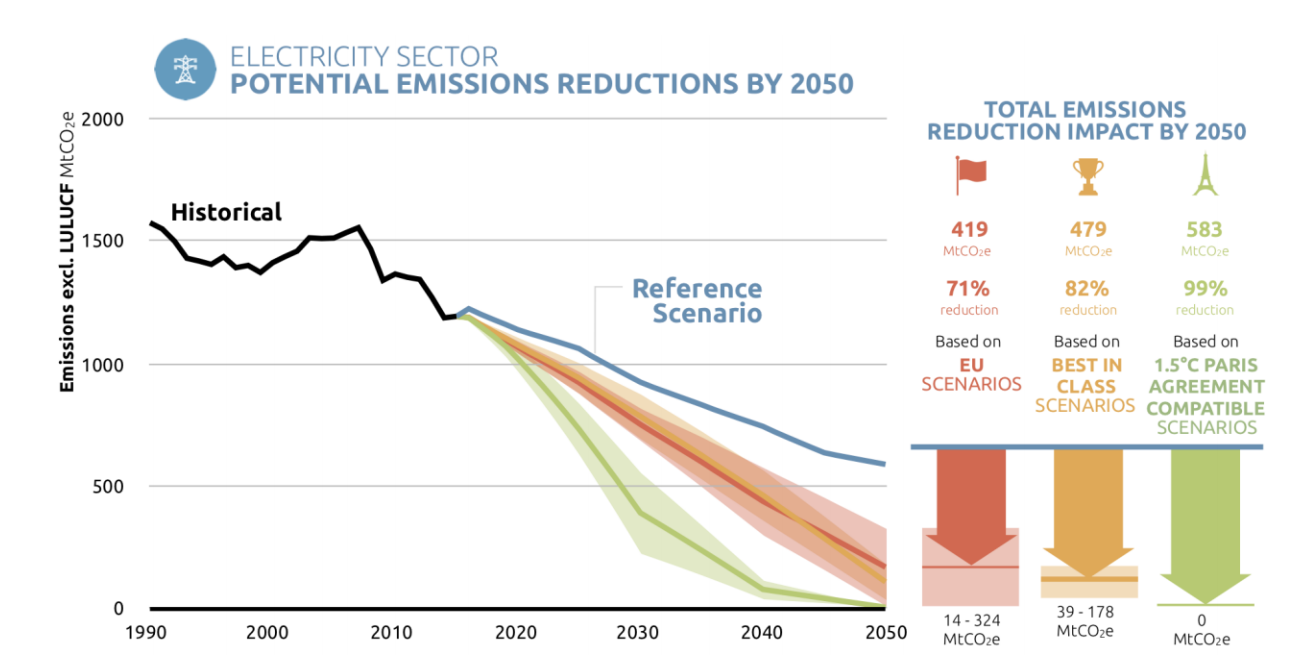 ELECTRICITY SECTOR
POTENTIAL EMISSIONS REDUCTIONS BY 2050
Emissions excl. LULUCF MtCO₂e
2000
1500
1000
500
0
1990
2000
2010
2020
2030
2040
2050
Historical
Reference
Scenario
TOTAL EMISSIONS
REDUCTION IMPACT BY 2050
419
MtCO₂e
71%
reduction
Based on
EU
SCENARIOS
14 - 324
MtCO₂e
479
MtCO₂e
82%
reduction
Based on
BEST IN
CLASS
SCENARIOS
39 - 178
MtCO₂e
583
MtCO₂e
99%
reduction
Based on
1.5°C PARIS
AGREEMENT
COMPATIBLE
SCENARIOS
0
MtCO₂e